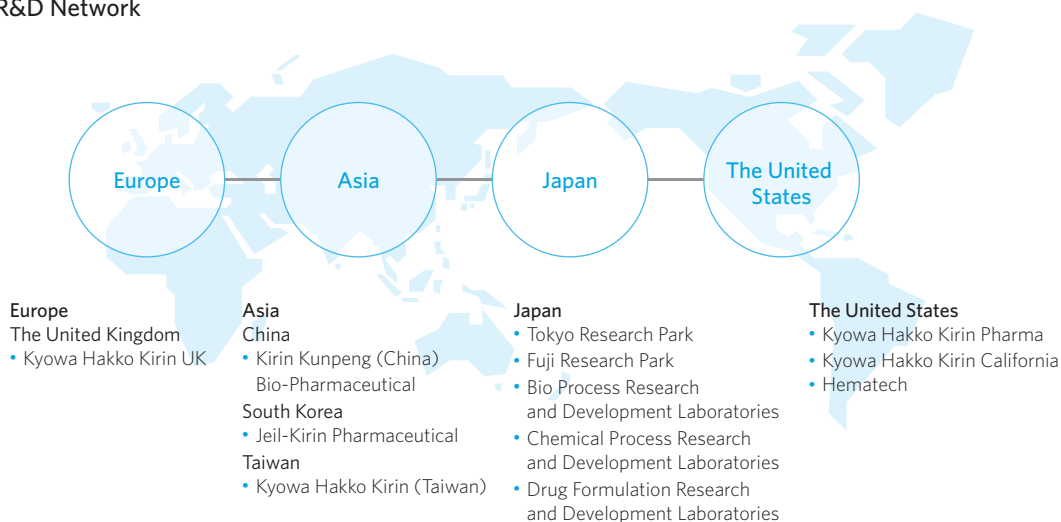 R&D Network
Europe
Asia
Japan
The United
States
Europe
The United Kingdom
• Kyowa Hakko Kirin UK
Asia
China
• Kirin Kunpeng (China)
Bio-Pharmaceutical
South Korea
• Jeil-Kirin Pharmaceutical
Taiwan
• Kyowa Hakko Kirin (Taiwan)
Japan
• Tokyo Research Park
• Fuji Research Park
• Bio Process Research
and Development Laboratories
• Chemical Process Research
and Development Laboratories
• Drug Formulation Research
and Development Laboratories
The United States
• Kyowa Hakko Kirin Pharma
• Kyowa Hakko Kirin California
• Hematech